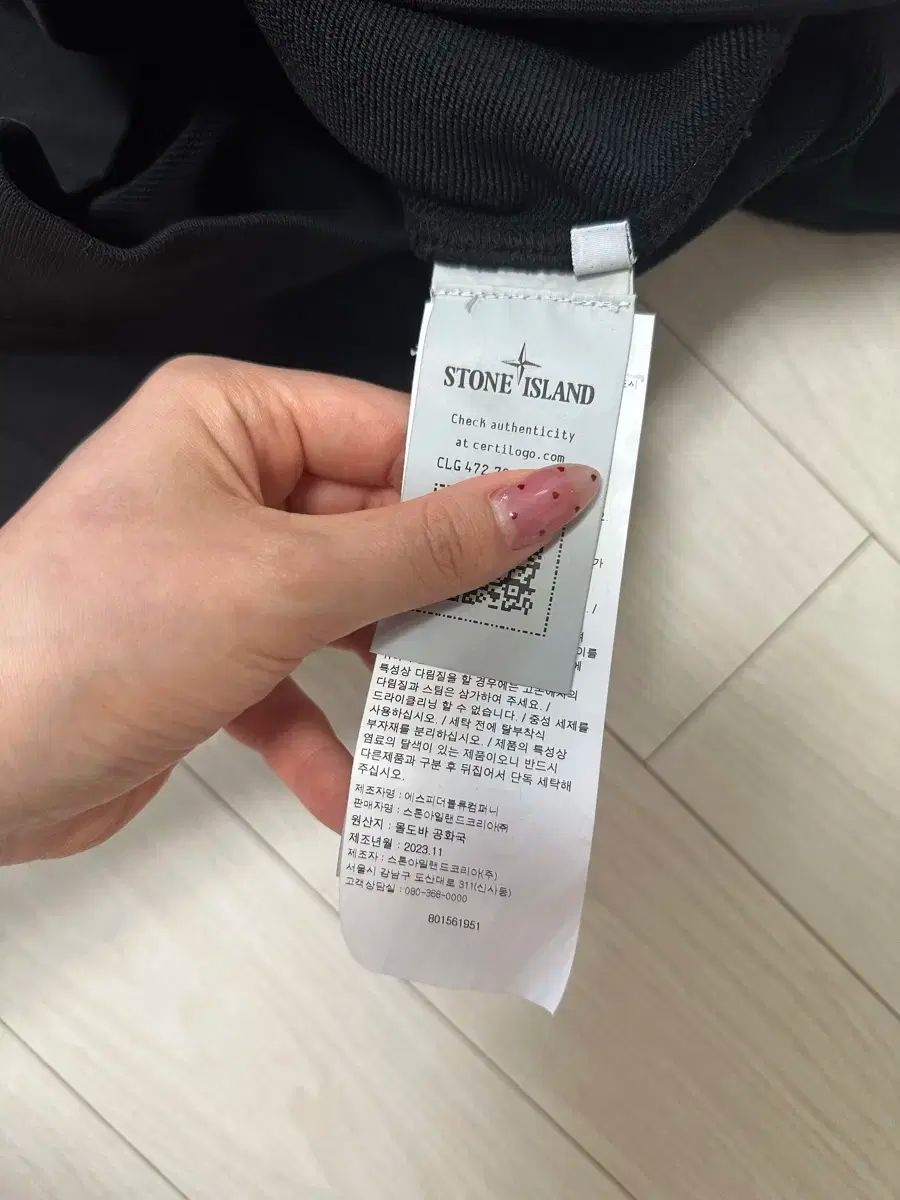 STONE ISLAND
Check authenticity
at certilogo.com
CLG 472
특성상 다림질을 할 경우에는 고온에서의
다림질과 스팀은 삼가하여 주세요. /
드라이클리닝 할 수 없습니다. / 중성 세제를
사용하십시오. / 세탁 전에 탈부착식
부자재를 분리하십시오. / 제품의 특성상
염료의 탈색이 있는 제품이오니 반드시
다른제품과 구분 후 뒤집어서 단독 세탁해
주십시오.
제조자명 : 에스피더블류컴퍼니
판매자명 : 스톤아일랜드코리아㈜
원산지 : 몰도바 공화국
제조년월 : 2023.11
제조자 : 스톤아일랜드코리아(주)
서울시 강남구 도산대로 311(신사동)
고객상담실 : 080-368-0000
801561951